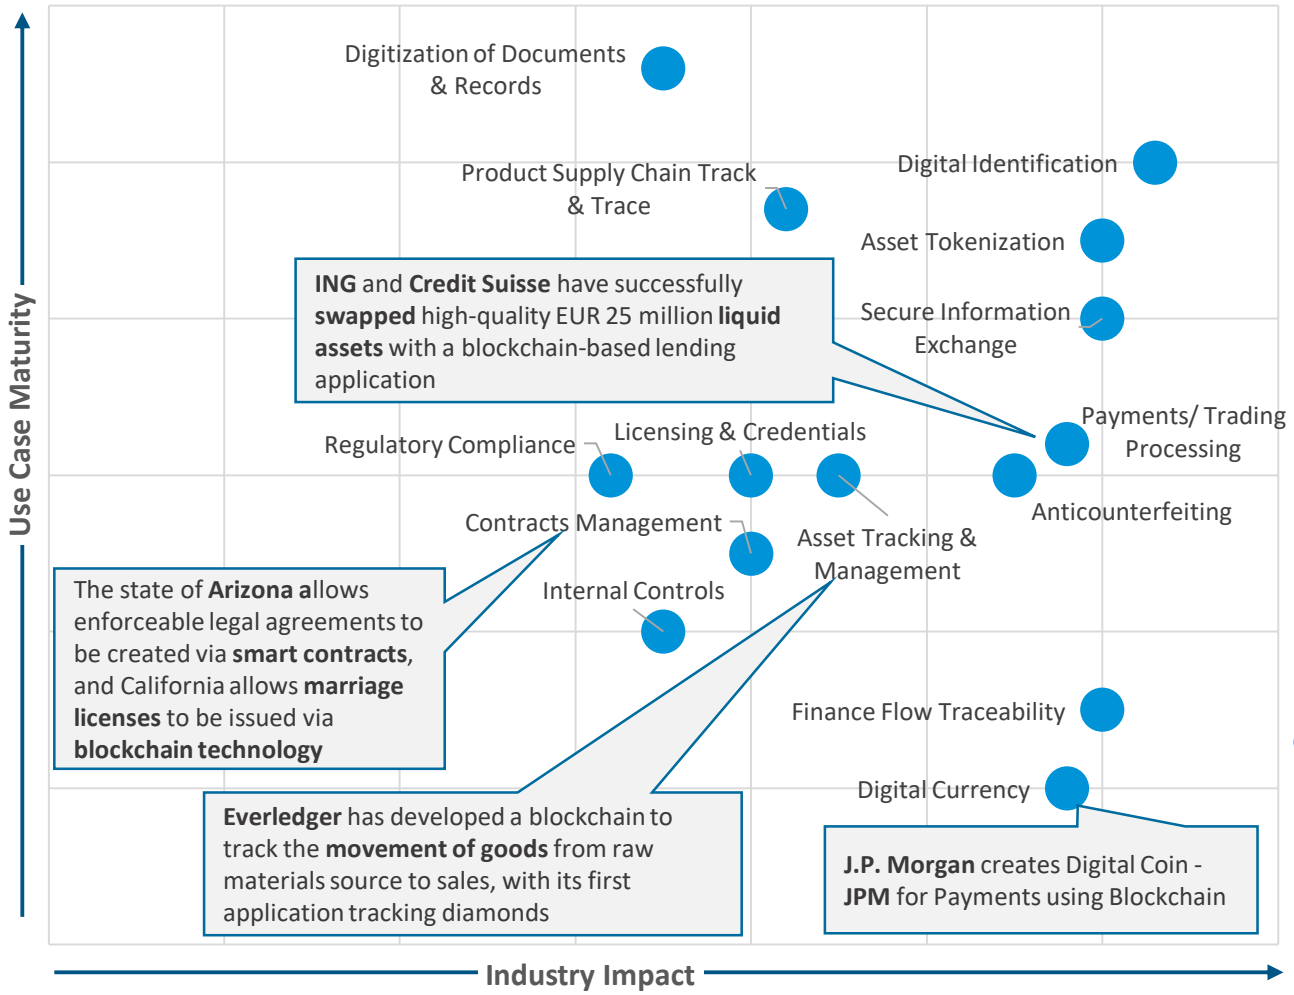 Digitization of Documents
& Records
Digital Identification
Product Supply Chain Track
& Trace
Asset Tokenization
ING and Credit Suisse have successfully
swapped high-quality EUR 25 million liquid
assets with a blockchain-based lending
application
Secure Information
Exchange
Use Case Maturity
Payments/ Trading
Processing
Licensing & Credentials
Regulatory Compliance
Anticounterfeiting
Contracts Management
Asset Tracking &
Management
Internal Controls
The state of Arizona allows
enforceable legal agreements to
be created via smart contracts,
and California allows marriage
licenses to be issued via
blockchain technology
Finance Flow Traceability
Digital Currency
Everledger has developed a blockchain to
track the movement of goods from raw
materials source to sales, with its first
application tracking diamonds
J.P. Morgan creates Digital Coin -
JPM for Payments using Blockchain
Industry Impact